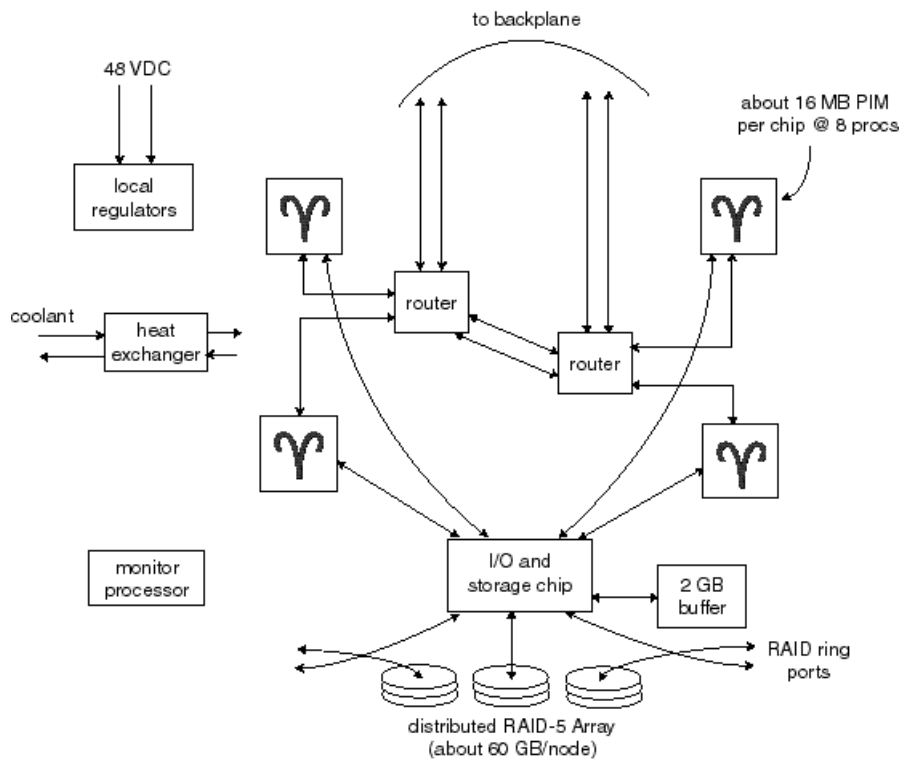 to backplane
48 VDC
about 16 MB PIM
per chip @ 8 procs
local
regulators
router
coolant
heat
exchanger
router
monitor
processor
I/O and
storage chip
2 GB
buffer
RAID ring
ports
distributed RAID-5 Array
(about 60 GB/node)